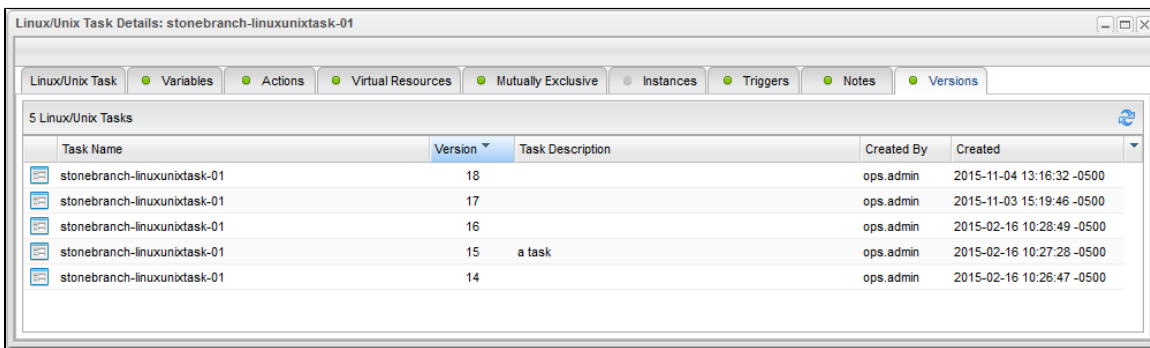 Linux/Unix Task Details: stonebranch-linuxunixtask-01
Linux/Unix Task Variables Actions Virtual Resources Mutually Exclusive Instances Triggers Notes Versions
5 Linux/Unix Tasks
Task Name Version Task Description Created By Created
stonebranch-linuxunixtask-01 18 ops.admin 2015-11-04 13:16:32 -0500
stonebranch-linuxunixtask-01 17 ops.admin 2015-11-03 15:19:46 -0500
stonebranch-linuxunixtask-01 16 ops.admin 2015-02-16 10:28:49 -0500
stonebranch-linuxunixtask-01 15 a task ops.admin 2015-02-16 10:27:28 -0500
stonebranch-linuxunixtask-01 14 ops.admin 2015-02-16 10:26:47 -0500